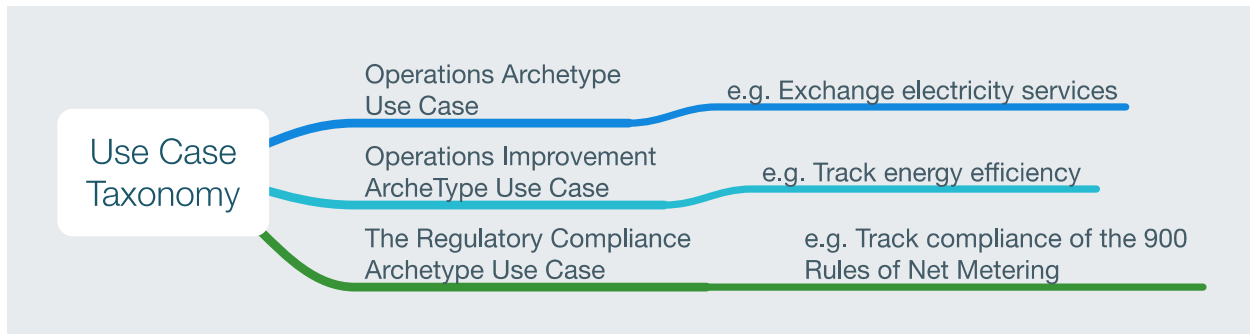 Use Case
Taxonomy
Operations Archetype
Use Case
e.g. Exchange electricity services
Operations Improvement
ArcheType Use Case
e.g. Track energy efficiency
The Regulatory Compliance
Archetype Use Case
e.g. Track compliance of the 900
Rules of Net Metering